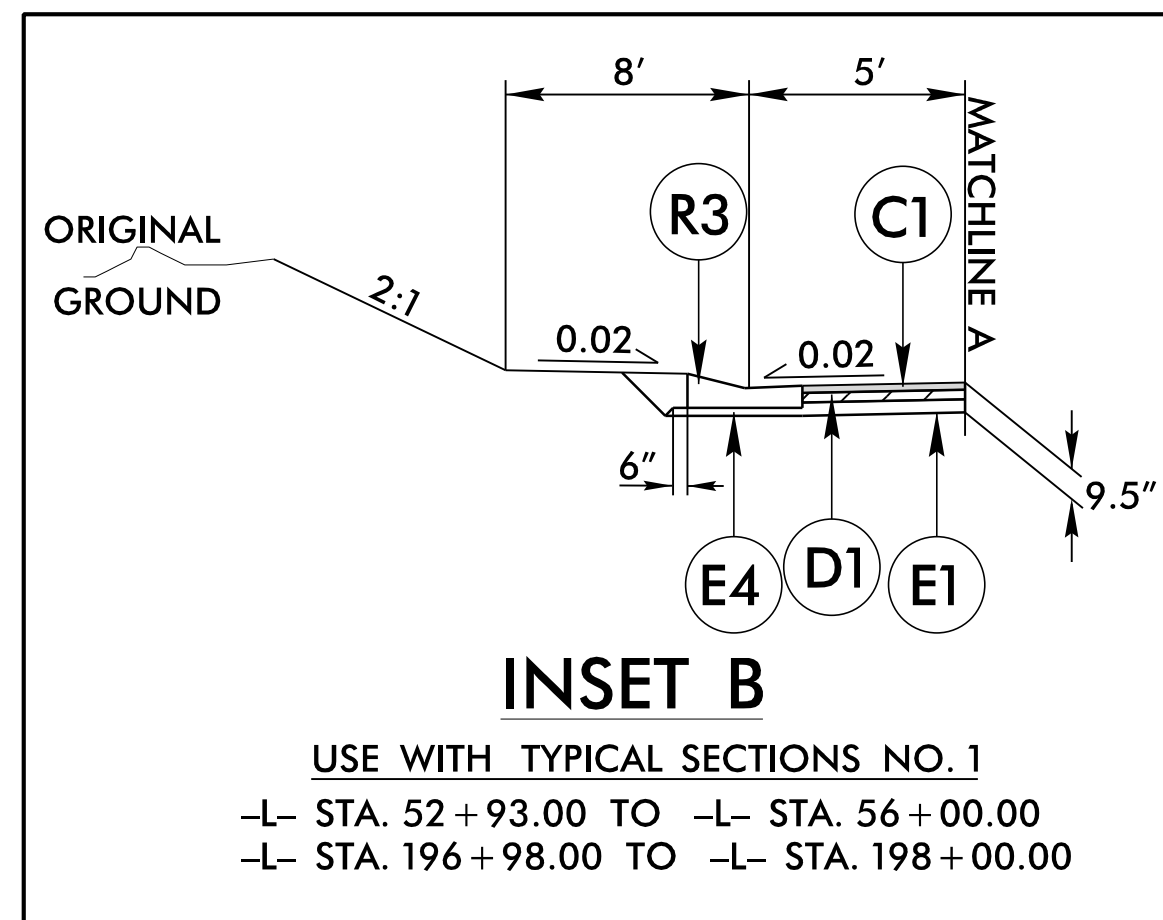 8' 5'
MATCHLINE A
R3 C1
ORIGINAL
GROUND
2:1
0.02 0.02
6" 9.5"
E4 D1 E1
INSET B
USE WITH TYPICAL SECTIONS NO. 1
-L- STA. 52+93.00 TO -L- STA. 56+00.00
-L- STA. 196+98.00 TO -L- STA. 198+00.00